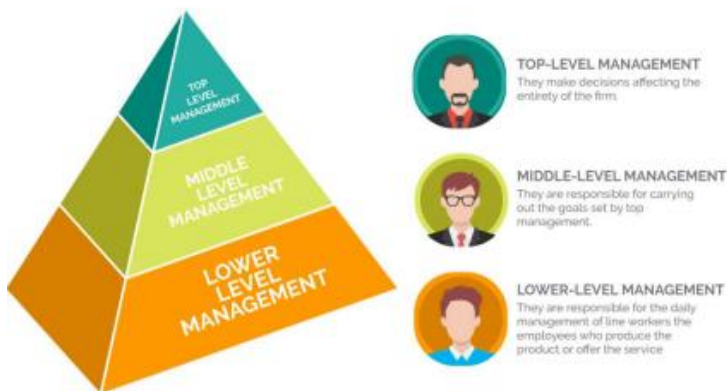 TOP
LEVEL
MANAGEMENT
MIDDLE
LEVEL
MANAGEMENT
LOWER
LEVEL
MANAGEMENT
TOP-LEVEL MANAGEMENT
They make decisions affecting the
entirety of the firm.
MIDDLE-LEVEL MANAGEMENT
They are responsible for carrying
out the goals set by top
management.
LOWER-LEVEL MANAGEMENT
They are responsible for the daily
management of line workers the
employees who produce the
product or offer the service